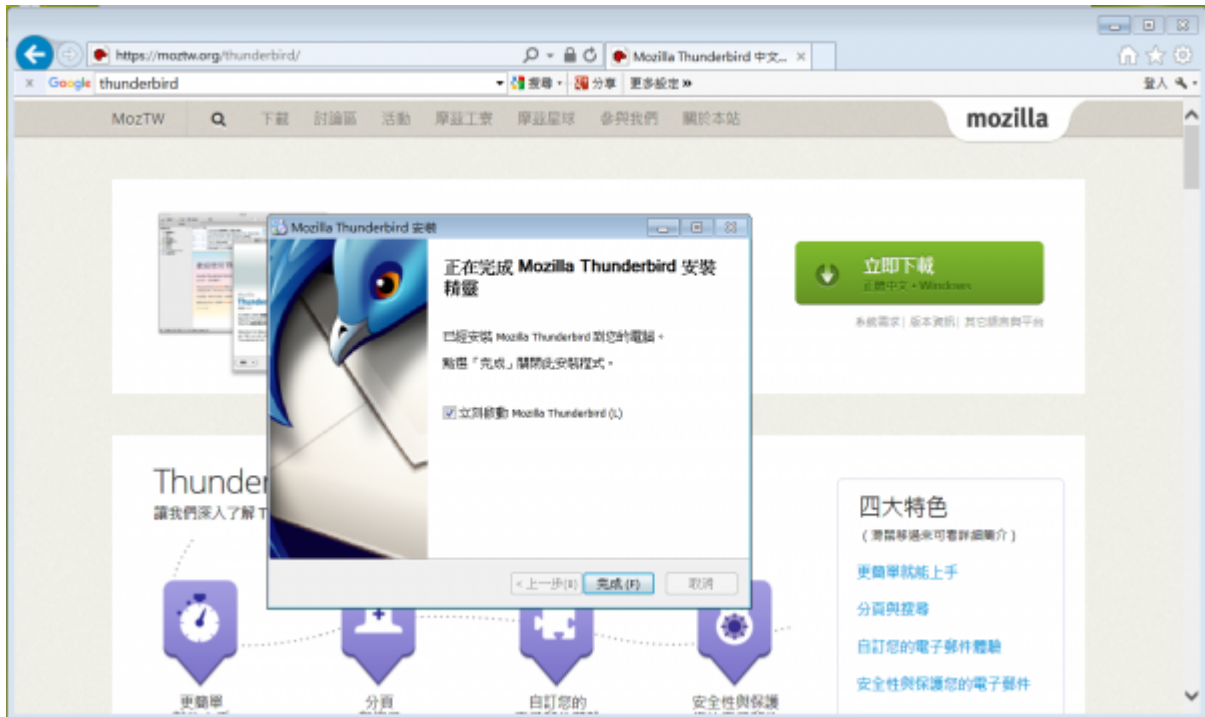 https://moztw.org/thunderbird/
Mozilla Thunderbird 中文...
Google thunderbird 搜尋 分享 更多設定 » 登入
MozTW 下載 討論區 活動 摩茲工寮 摩茲星球 參與我們 關於本站 mozilla
Mozilla Thunderbird 安裝
正在完成 Mozilla Thunderbird 安裝
精靈
已經安裝 Mozilla Thunderbird 到您的電腦。
點選「完成」關閉此安裝程式。
立刻啟動 Mozilla Thunderbird (L)
< 上一步(B) 完成 (F) 取消
立即下載
正體中文 • Windows
系統需求 | 版本資訊 | 其它語言與平台
Thunder
讓我們深入了解 T
更簡單
分頁
自訂您的
安全性與保護
四大特色
( 滑鼠移過來可看詳細簡介 )
更簡單就能上手
分頁與搜尋
自訂您的電子郵件體驗
安全性與保護您的電子郵件